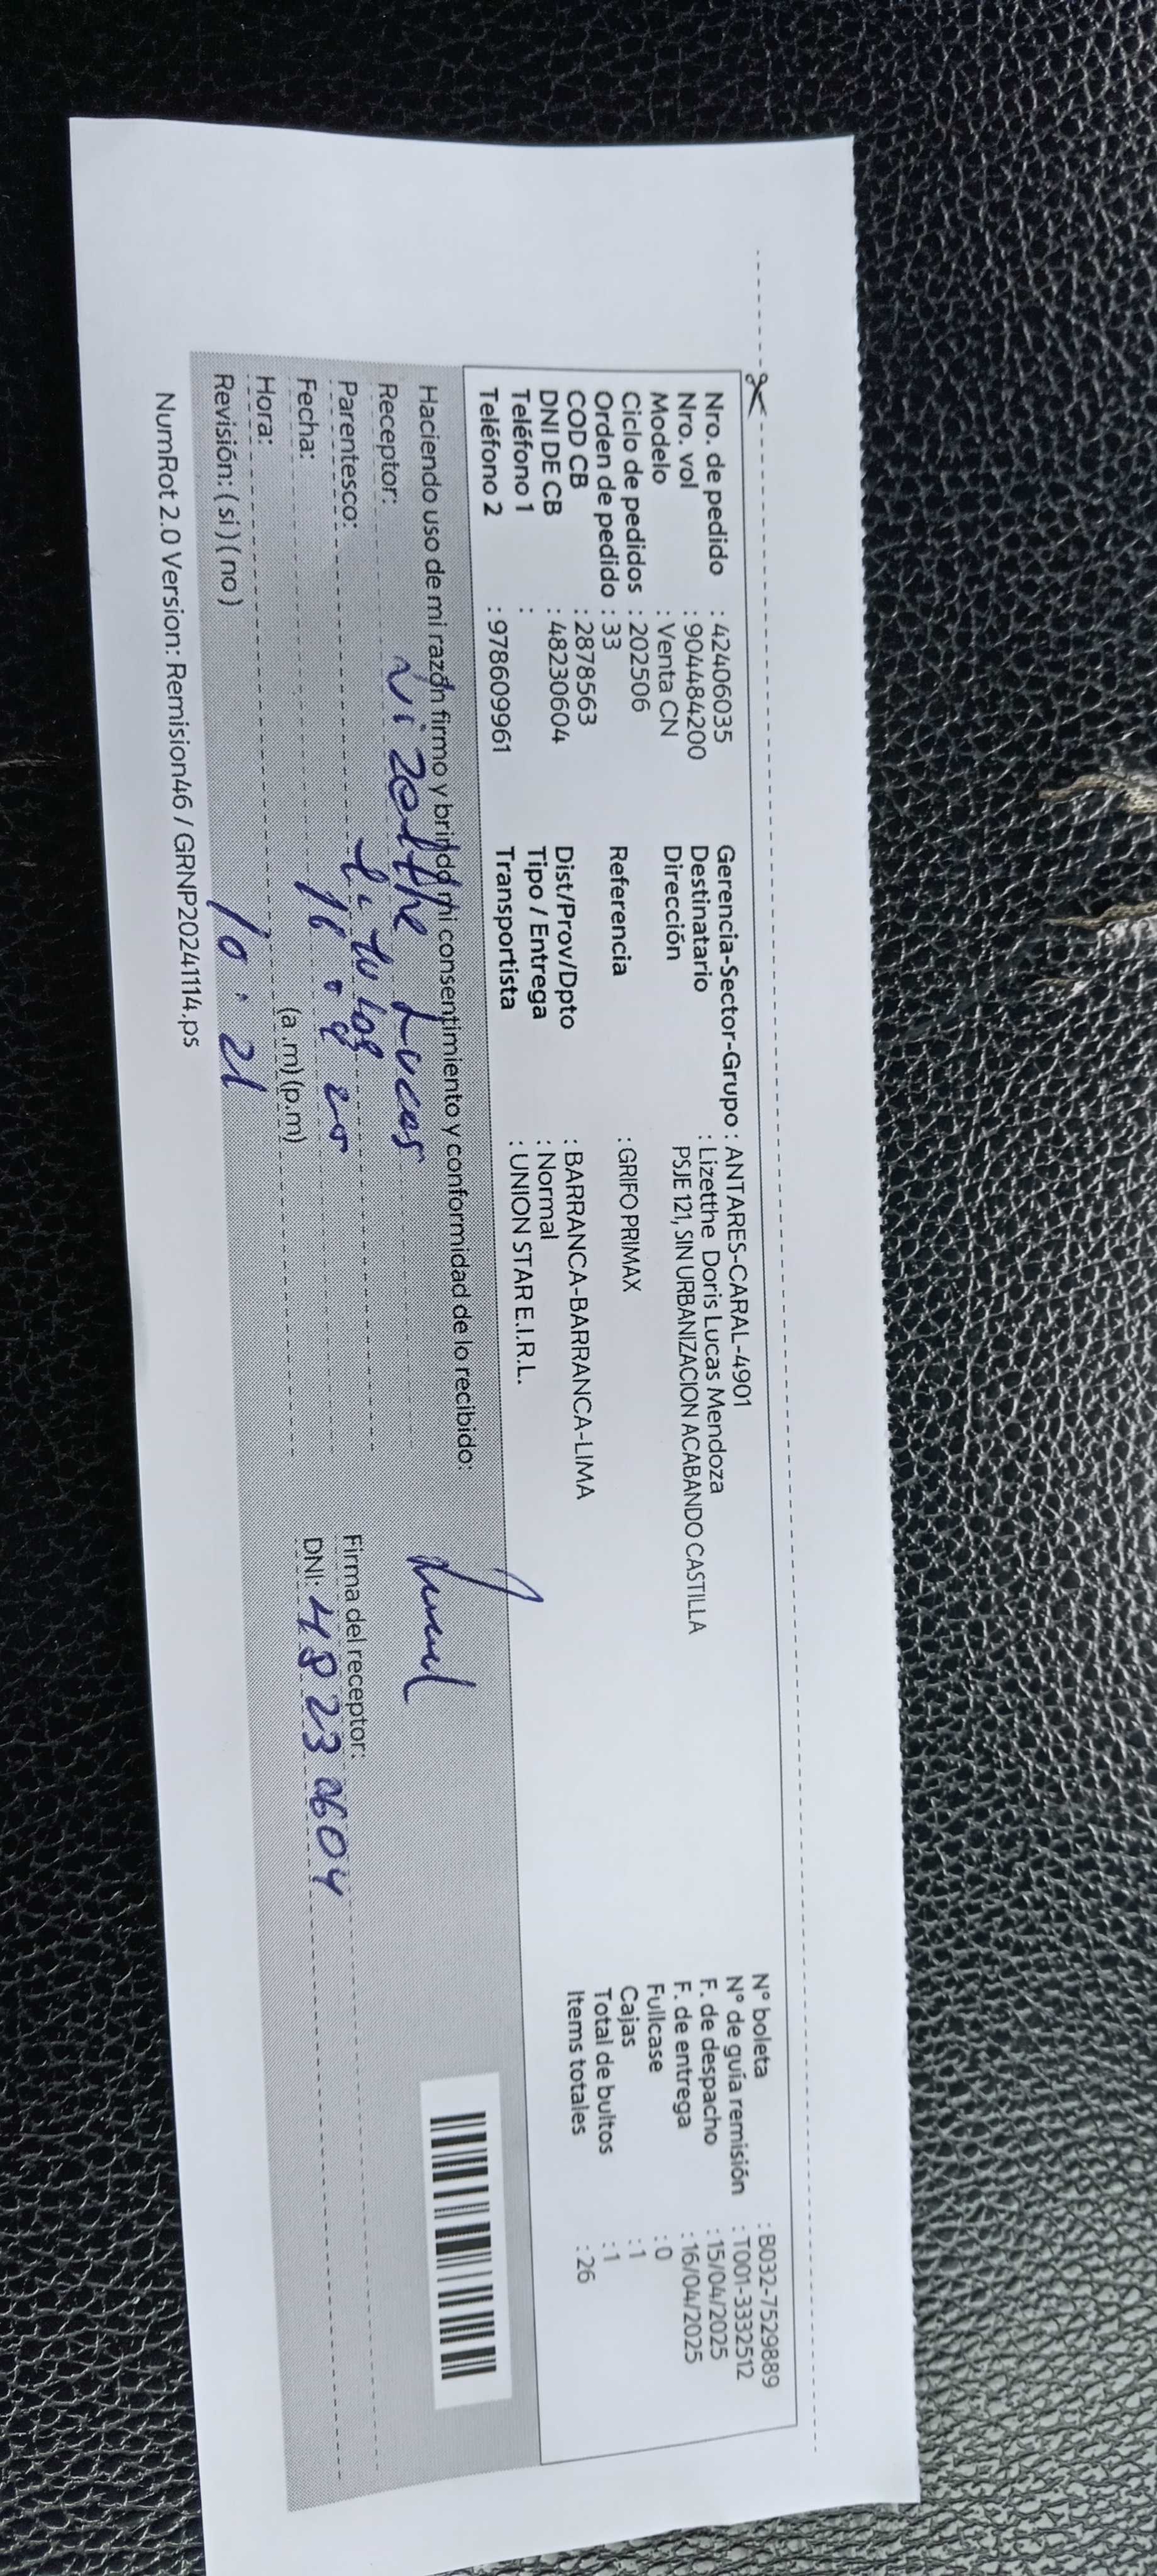 Nro. de pedido : 42406035
Nro. vol : 904484200
Modelo : Venta CN
Ciclo de pedidos : 202506
Orden de pedido : 33
COD CB : 2878563
DNI DE CB : 48230604
Teléfono 1 :
Teléfono 2 : 978609961
Gerencia-Sector-Grupo : ANTARES-CARAL-4901
Destinatario : Lizetthe Doris Lucas Mendoza
Dirección PSJE 121, SIN URBANIZACION ACABANDO CASTILLA
Referencia : GRIFO PRIMAX
Dist/Prov/Dpto : BARRANCA-BARRANCA-LIMA
Tipo / Entrega : Normal
Transportista : UNION STAR E.I.R.L.
N° boleta : B032-7529889
N° de guía remisión : T001-3332512
F. de despacho : 15/04/2025
F. de entrega : 16/04/2025
Fullcase : 0
Cajas : 1
Total de bultos : 1
Items totales : 26
Haciendo uso de mi razón firmo y brindo mi consentimiento y conformidad de lo recibido:
Receptor: Lucas
Parentesco:
Fecha: 16
Hora: 10:21 (a.m) (p.m)
Revisión: ( si ) ( no )
Firma del receptor:
DNI: 48230604
NumRot 2.0 Version: Remision46 / GRNP20241114.ps